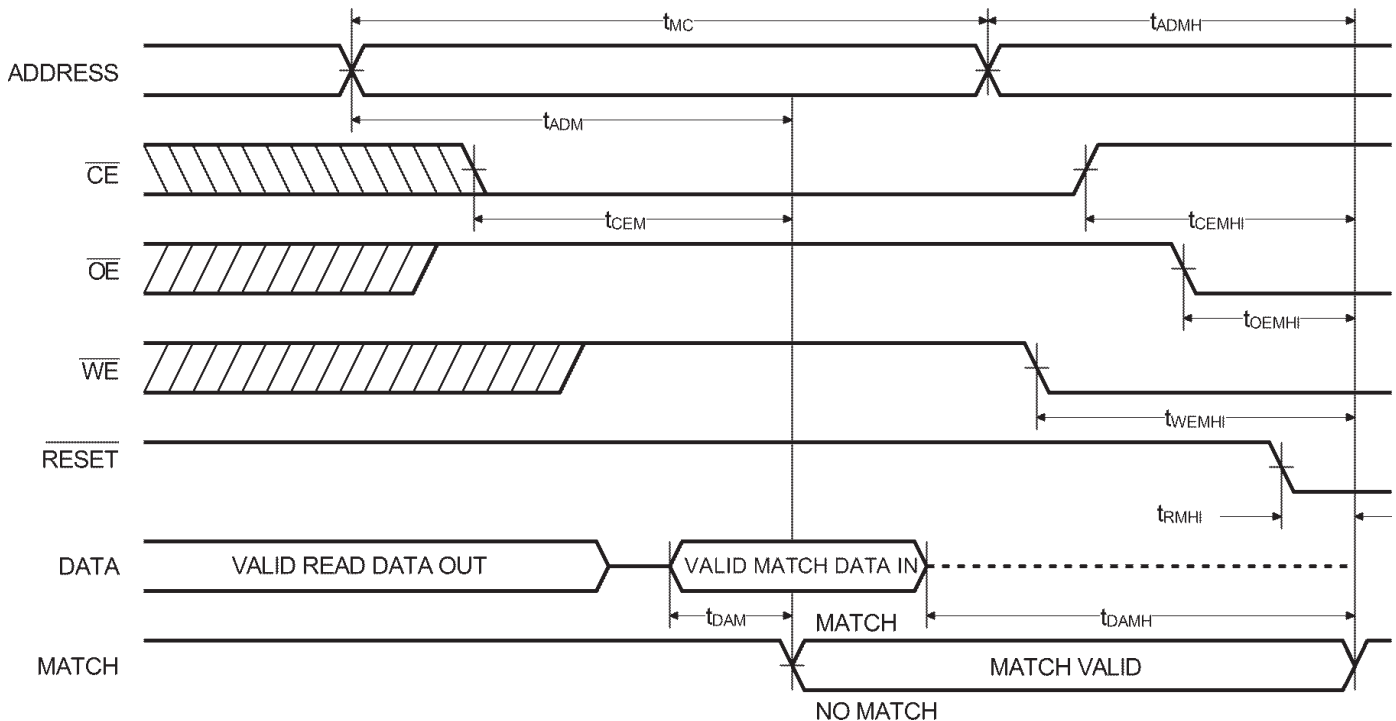 tMC
tADMH
ADDRESS
tADM
CE
tCEM
tCEMHI
OE
tOEMHI
WE
tWEMHI
RESET
tRMHI
DATA
VALID READ DATA OUT
VALID MATCH DATA IN
tDAM
MATCH
tDAMH
MATCH
MATCH VALID
NO MATCH